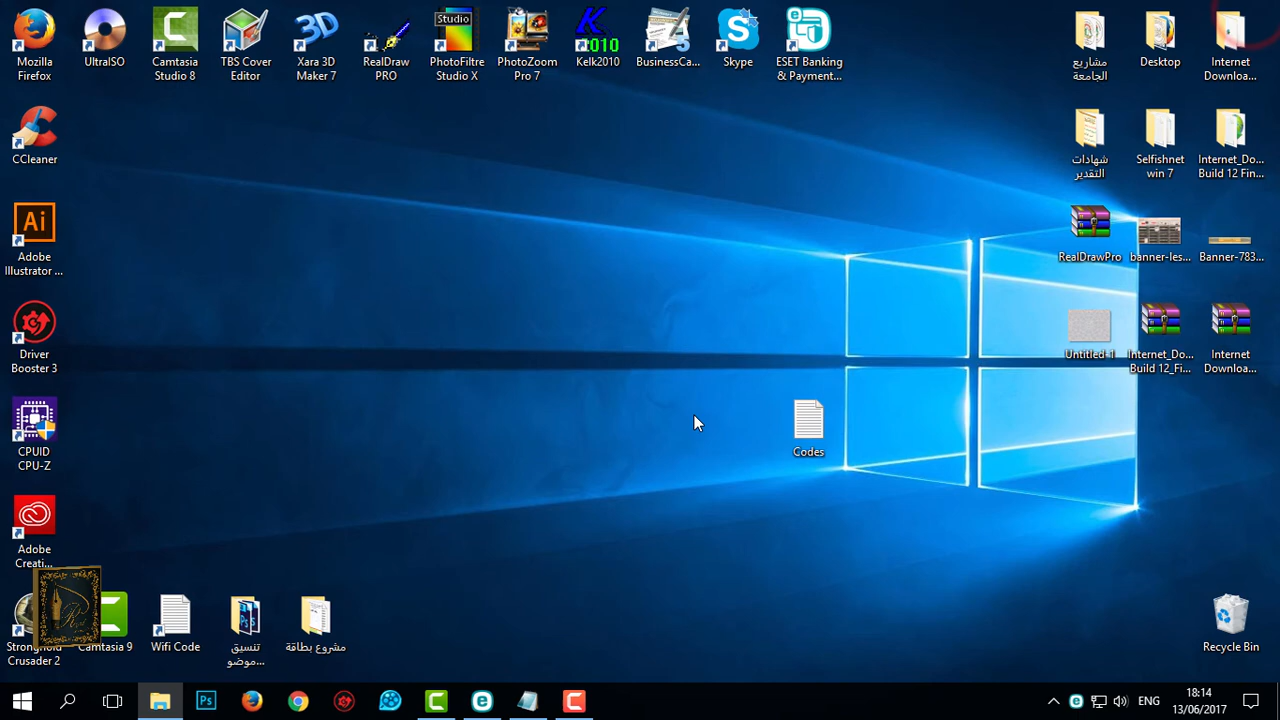 Studio
Mozilla
Firefox
UltraISO
Camtasia
Studio 8
TBS Cover
Editor
Xara 3D
Maker 7
RealDraw
PRO
PhotoFiltre
Studio X
PhotoZoom
Pro 7
Kelk2010
BusinessCa...
Skype
ESET Banking
& Payment...
مشاريع
الجامعة
Desktop
Internet
Downloa...
CCleaner
شهادات
التقدير
Selfishnet
win 7
Internet_Do...
Build 12 Fin...
Ai
Adobe
Illustrator ...
RealDrawPro
banner-les...
Banner-783...
Driver
Booster 3
Untitled-1
Internet_Do...
Build 12_Fi...
Internet
Downloa...
CPUID
CPU-Z
Codes
Adobe
Creati...
Stronghold
Crusader 2
Camtasia 9
Wifi Code
تنسيق
موضو...
مشروع بطاقة
Recycle Bin
Ps
ENG
18:14
13/06/2017